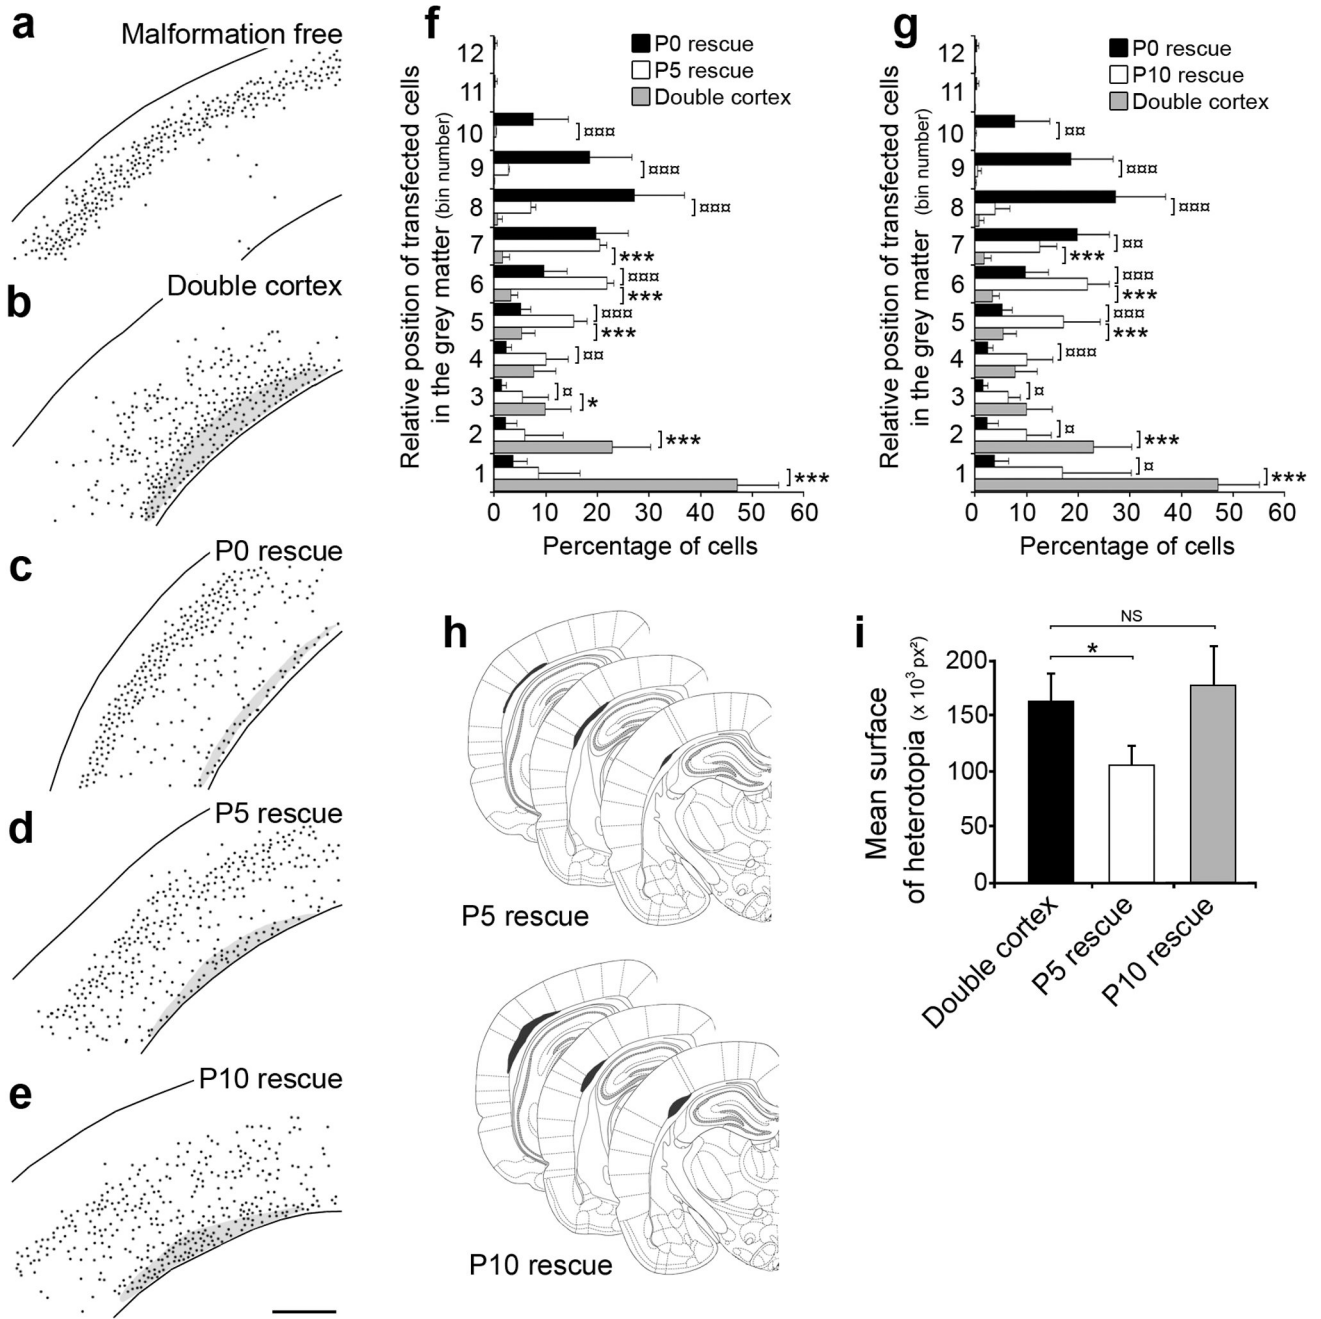 a
Malformation free
b
Double cortex
c
P0 rescue
d
P5 rescue
e
P10 rescue
f
Relative position of transfected cells
in the grey matter (bin number)
P0 rescue
P5 rescue
Double cortex
12
11
10
¤¤¤
9
¤¤¤
8
¤¤¤
7
***
6
¤¤¤
***
5
¤¤¤
***
4
¤¤
3
¤
*
2
***
1
***
0 10 20 30 40 50 60
Percentage of cells
g
Relative position of transfected cells
in the grey matter (bin number)
P0 rescue
P10 rescue
Double cortex
12
11
10
¤¤
9
¤¤¤
8
¤¤¤
7
¤¤
***
6
¤¤¤
***
5
¤¤¤
***
4
¤¤¤
3
¤
2
¤
***
1
¤
***
0 10 20 30 40 50 60
Percentage of cells
h
P5 rescue
P10 rescue
i
Mean surface
of heterotopia (x 10³ px²)
NS
*
200
150
100
50
0
Double cortex
P5 rescue
P10 rescue